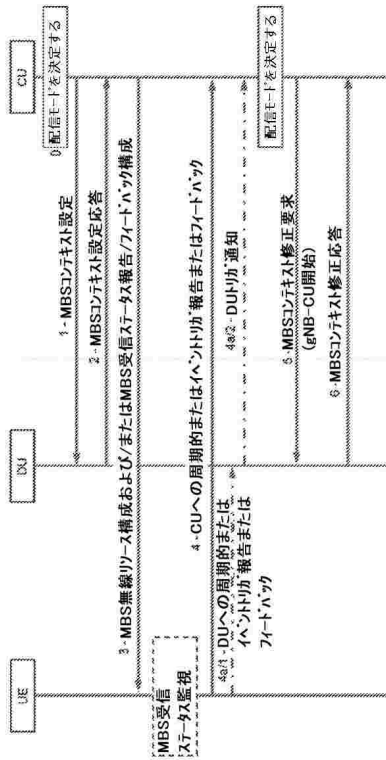 UE
DU
CU
0 配信モードを決定する
1-MBSコンテキスト設定
2-MBSコンテキスト設定応答
3-MBS無線リソース構成および/またはMBS受信ステータス報告/フィードバック構成
MBS受信
ステータス監視
4-CUへの周期的またはイベントトリガ報告またはフィードバック
4a/1-DUへの周期的または
イベントトリガ報告または
フィードバック
4a/2-DUトリガ通知
配信モードを決定する
5-MBSコンテキスト修正要求
(gNB-CU開始)
6-MBSコンテキスト修正応答